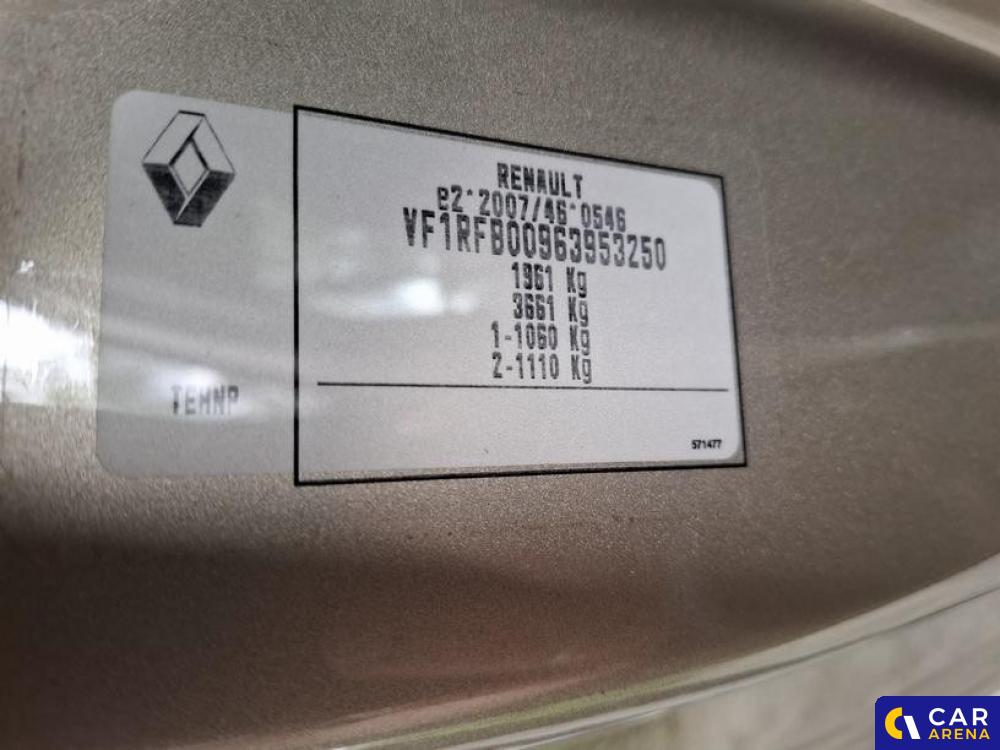 RENAULT
e2*2007/46*0546
VF1RFB00963953250
1961 Kg
3661 Kg
1-1060 Kg
2-1110 Kg
TEMNP
571477
CAR
ARENA